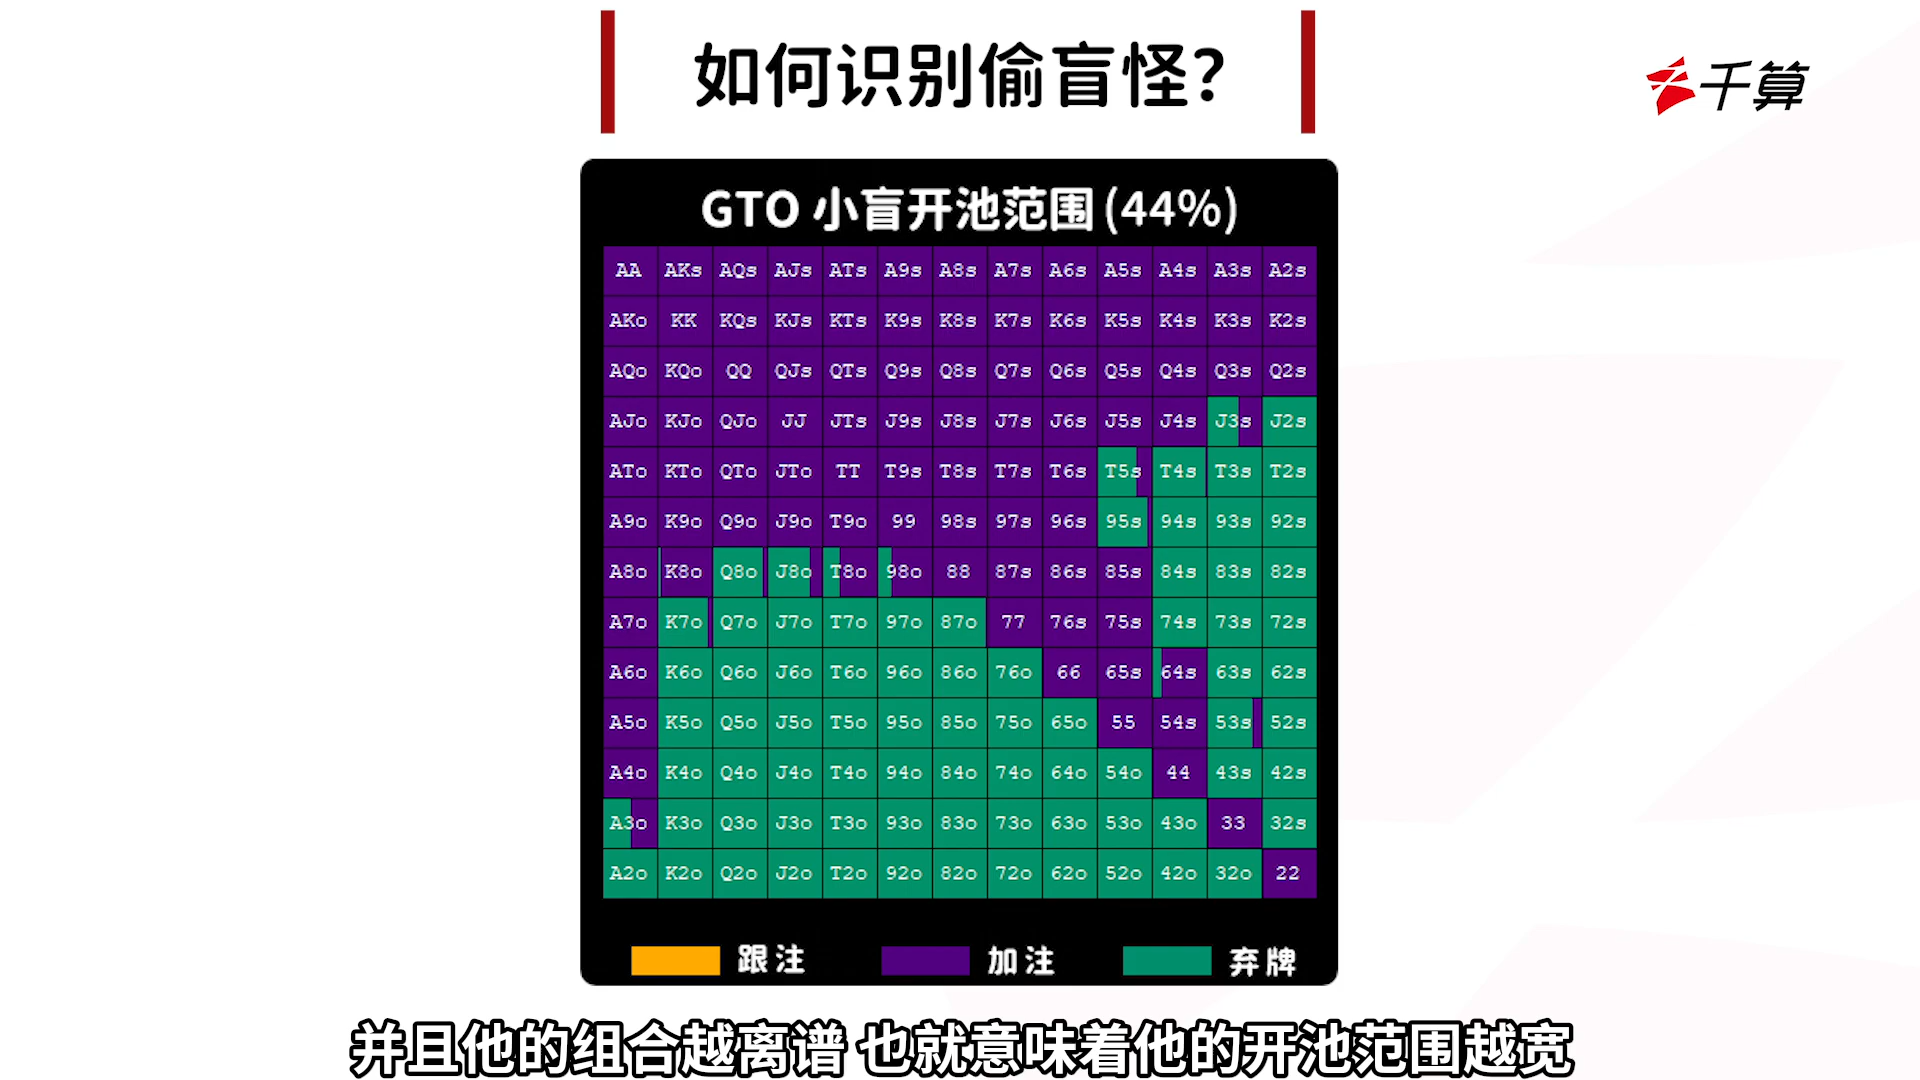 如何识别偷盲怪?
千算
GTO 小盲开池范围(44%)
AA AKs AQs AJs ATs A9s A8s A7s A6s A5s A4s A3s A2s
AKo KK KQs KJs KTs K9s K8s K7s K6s K5s K4s K3s K2s
AQo KQo QQ QJs QTs Q9s Q8s Q7s Q6s Q5s Q4s Q3s Q2s
AJo KJo QJo JJ JTs J9s J8s J7s J6s J5s J4s J3s J2s
ATo KTo QTo JTo TT T9s T8s T7s T6s T5s T4s T3s T2s
A9o K9o Q9o J9o T9o 99 98s 97s 96s 95s 94s 93s 92s
A8o K8o Q8o J8o T8o 98o 88 87s 86s 85s 84s 83s 82s
A7o K7o Q7o J7o T7o 97o 87o 77 76s 75s 74s 73s 72s
A6o K6o Q6o J6o T6o 96o 86o 76o 66 65s 64s 63s 62s
A5o K5o Q5o J5o T5o 95o 85o 75o 65o 55 54s 53s 52s
A4o K4o Q4o J4o T4o 94o 84o 74o 64o 54o 44 43s 42s
A3o K3o Q3o J3o T3o 93o 83o 73o 63o 53o 43o 33 32s
A2o K2o Q2o J2o T2o 92o 82o 72o 62o 52o 42o 32o 22
跟注 加注 弃牌
并且他的组合越离谱 也就意味着他的开池范围越宽